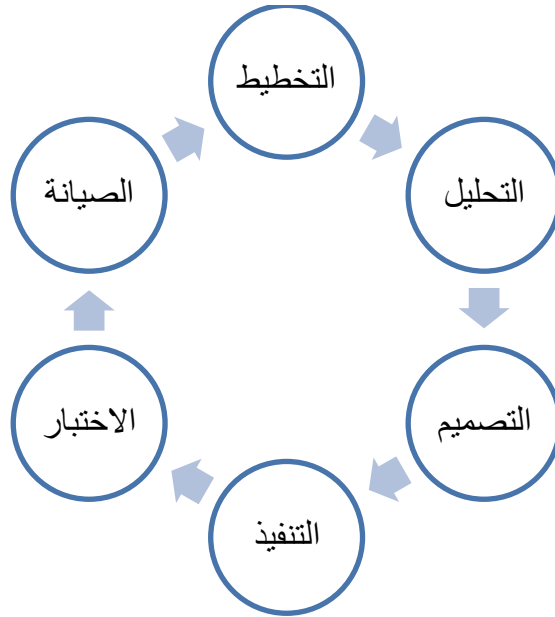 التخطيط
التحليل
التصميم
التنفيذ
الاختبار
الصيانة